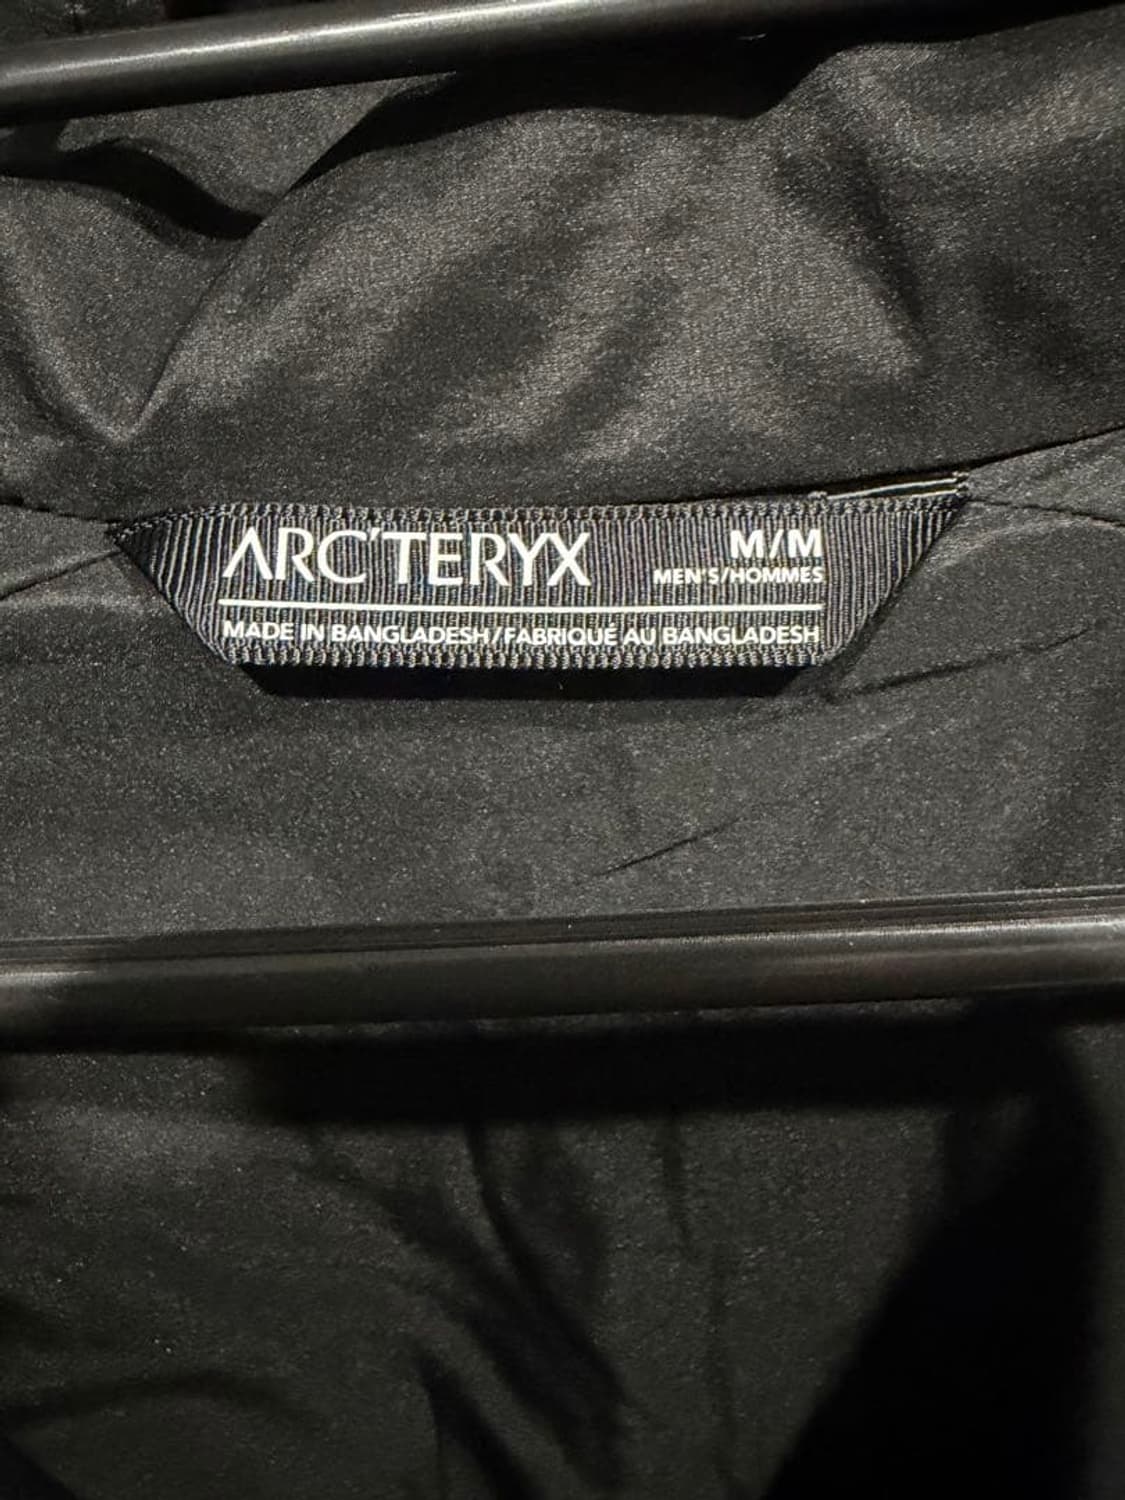 ARC'TERYX
M/M
MEN'S/HOMMES
MADE IN BANGLADESH/FABRIQUÉ AU BANGLADESH